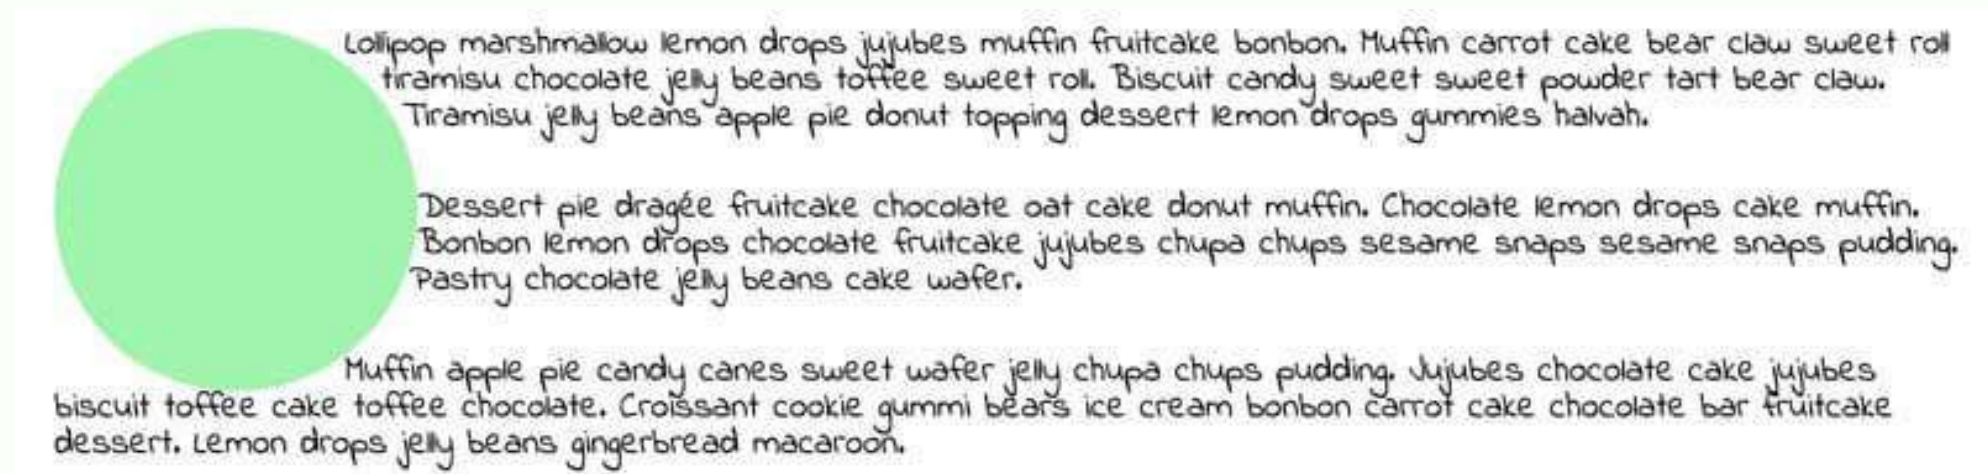 Lollipop marshmallow lemon drops jujubes muffin fruitcake bonbon. Muffin carrot cake bear claw sweet roll
tiramisu chocolate jelly beans toffee sweet roll. Biscuit candy sweet sweet powder tart bear claw.
Tiramisu jelly beans apple pie donut topping dessert lemon drops gummies halvah.
Dessert pie dragée fruitcake chocolate oat cake donut muffin. Chocolate lemon drops cake muffin.
Bonbon lemon drops chocolate fruitcake jujubes chupa chups sesame snaps sesame snaps pudding.
Pastry chocolate jelly beans cake wafer.
Muffin apple pie candy canes sweet wafer jelly chupa chups pudding. Jujubes chocolate cake jujubes
biscuit toffee cake toffee chocolate. Croissant cookie gummi bears ice cream bonbon carrot cake chocolate bar fruitcake
dessert. Lemon drops jelly beans gingerbread macaroon.